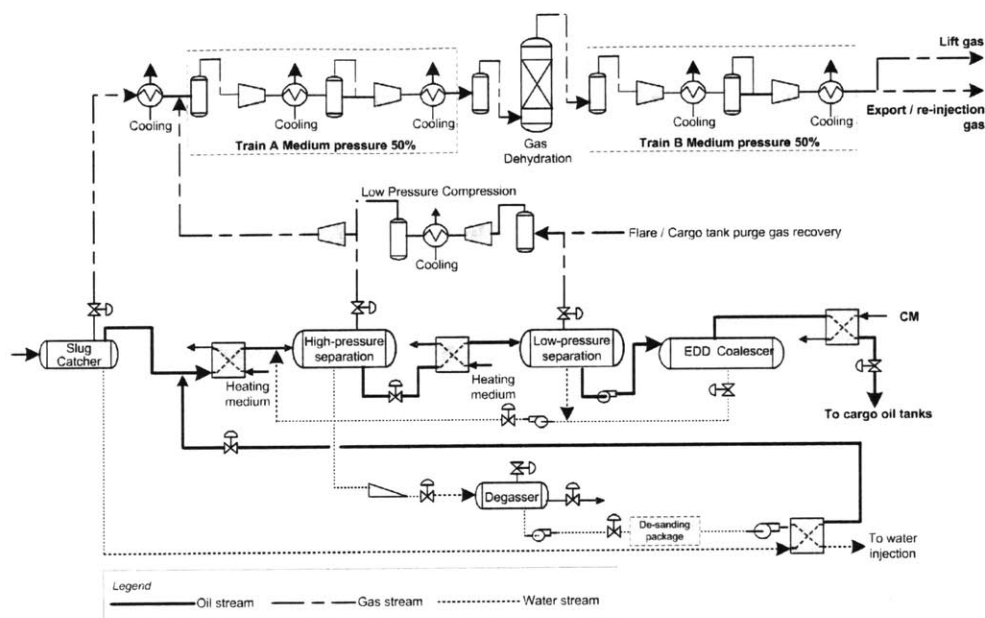 Lift gas
Cooling
Cooling
Cooling
Cooling
Cooling
Export / re-injection
gas
Train A Medium pressure 50%
Gas
Dehydration
Train B Medium pressure 50%
Low Pressure Compression
Flare / Cargo tank purge gas recovery
Cooling
CM
Slug
Catcher
High-pressure
separation
Low-pressure
separation
EDD Coalescer
Heating
medium
Heating
medium
To cargo oil tanks
Degasser
De-sanding
package
To water
injection
Legend
Oil stream
Gas stream
Water stream